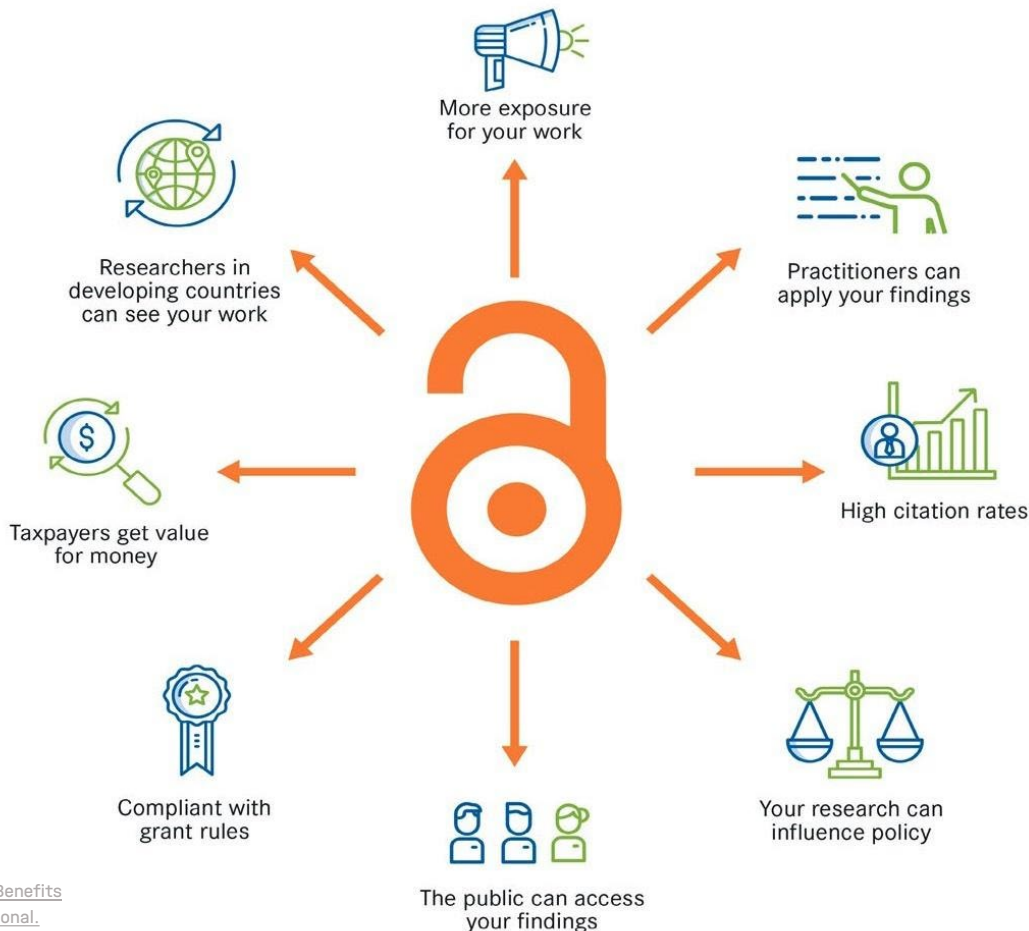 More exposure
for your work
Practitioners can
apply your findings
High citation rates
Your research can
influence policy
The public can access
your findings
Compliant with
grant rules
Taxpayers get value
for money
Researchers in
developing countries
can see your work
$
Benefits
onal.